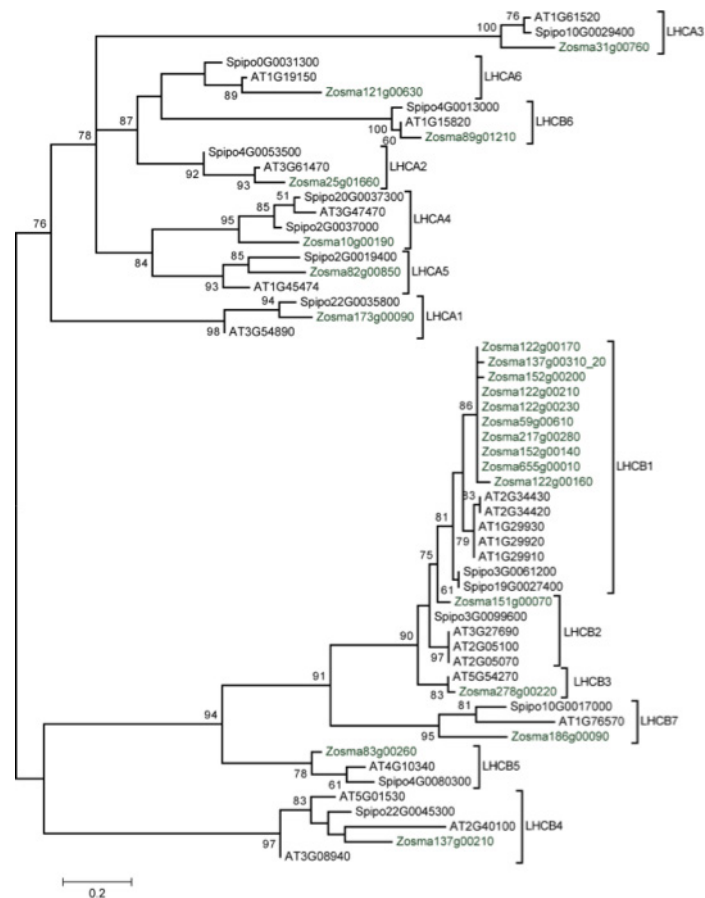 76
AT1G61520
100
Spipo10G0029400
LHCA3
Zosma31g00760
Spipo0G0031300
AT1G19150
LHCA6
89
Zosma121g00630
87
Spipo4G0013000
100
AT1G15820
LHCB6
60
Zosma89g01210
78
Spipo4G0053500
AT3G61470
LHCA2
92
93
Zosma25g01660
51
Spipo20G0037300
85
AT3G47470
LHCA4
95
Spipo2G0037000
Zosma10g00190
76
85
Spipo2G0019400
84
Zosma82g00850
LHCA5
93
AT1G45474
94
Spipo22G0035800
Zosma173g00090
LHCA1
98
AT3G54890
Zosma122g00170
Zosma137g00310_20
Zosma152g00200
Zosma122g00210
86
Zosma122g00230
Zosma59g00610
Zosma217g00280
Zosma152g00140
Zosma655g00010
LHCB1
Zosma122g00160
83
AT2G34430
AT2G34420
81
AT1G29930
79
AT1G29920
AT1G29910
75
Spipo3G0061200
61
Spipo19G0027400
Zosma151g00070
Spipo3G0099600
90
AT3G27690
LHCB2
AT2G05100
97
AT2G05070
AT5G54270
LHCB3
83
Zosma278g00220
91
81
Spipo10G0017000
AT1G76570
LHCB7
95
Zosma186g00090
94
Zosma83g00260
78
AT4G10340
LHCB5
61
Spipo4G0080300
83
AT5G01530
Spipo22G0045300
LHCB4
AT2G40100
97
Zosma137g00210
AT3G08940
0.2